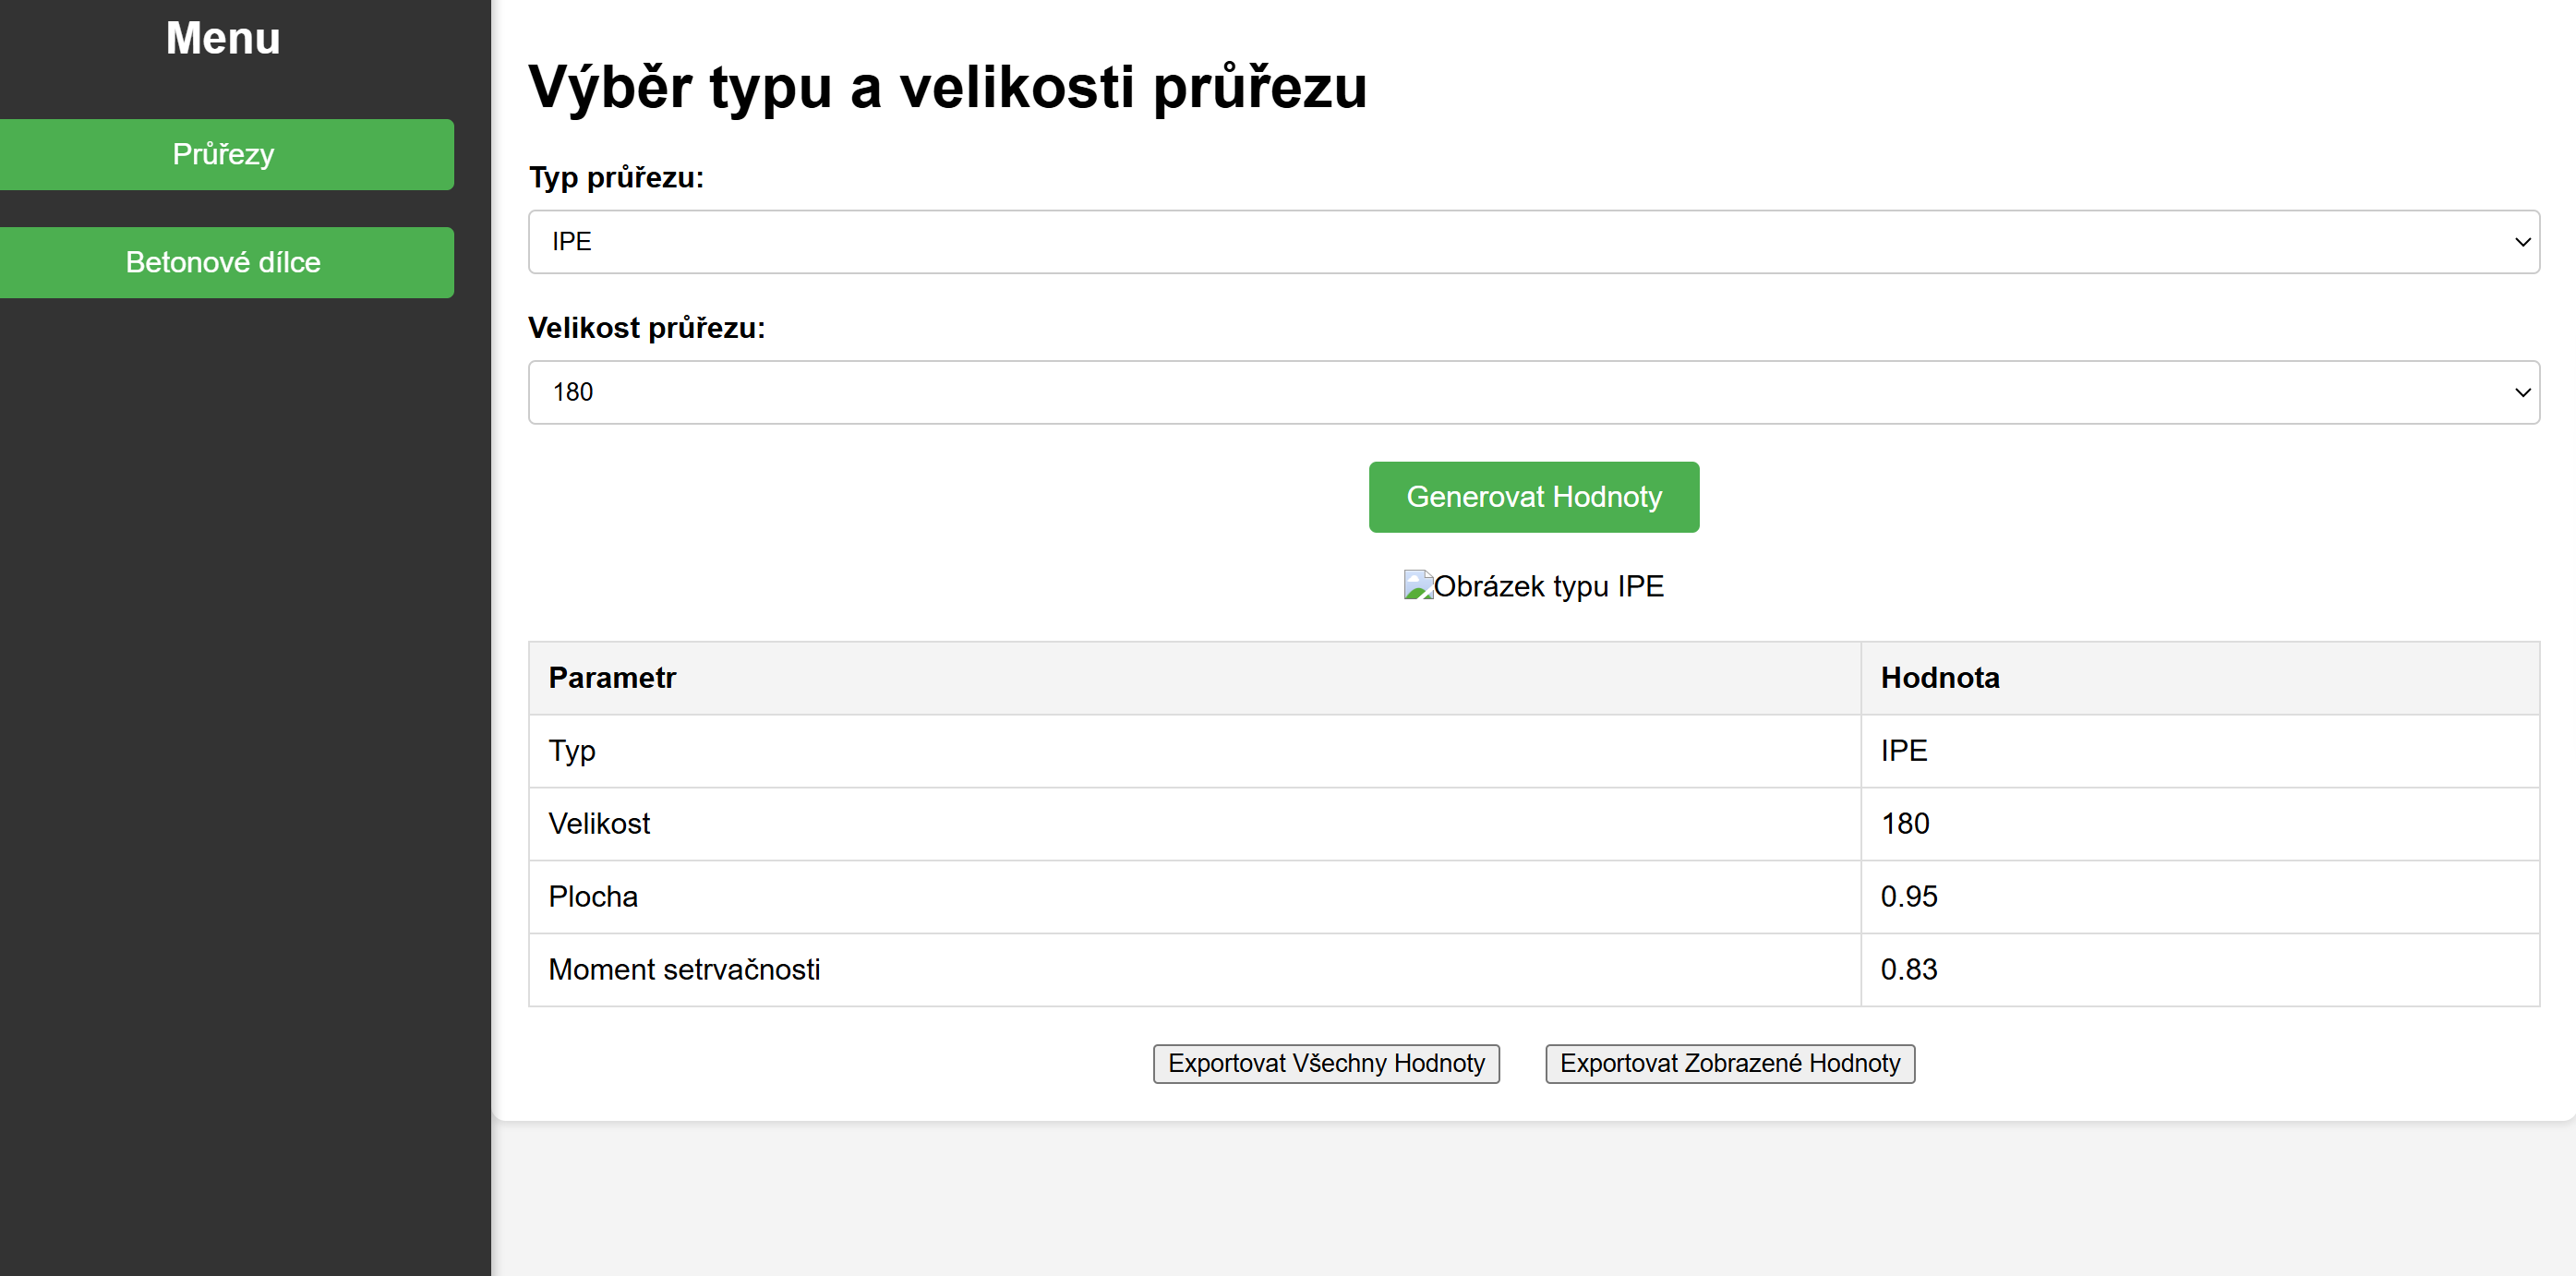 Menu
Průřezy
Betonové dílce
Výběr typu a velikosti průřezu
Typ průřezu:
IPE
Velikost průřezu:
180
Generovat Hodnoty
Obrázek typu IPE
Parametr Hodnota
Typ IPE
Velikost 180
Plocha 0.95
Moment setrvačnosti 0.83
Exportovat Všechny Hodnoty Exportovat Zobrazené Hodnoty